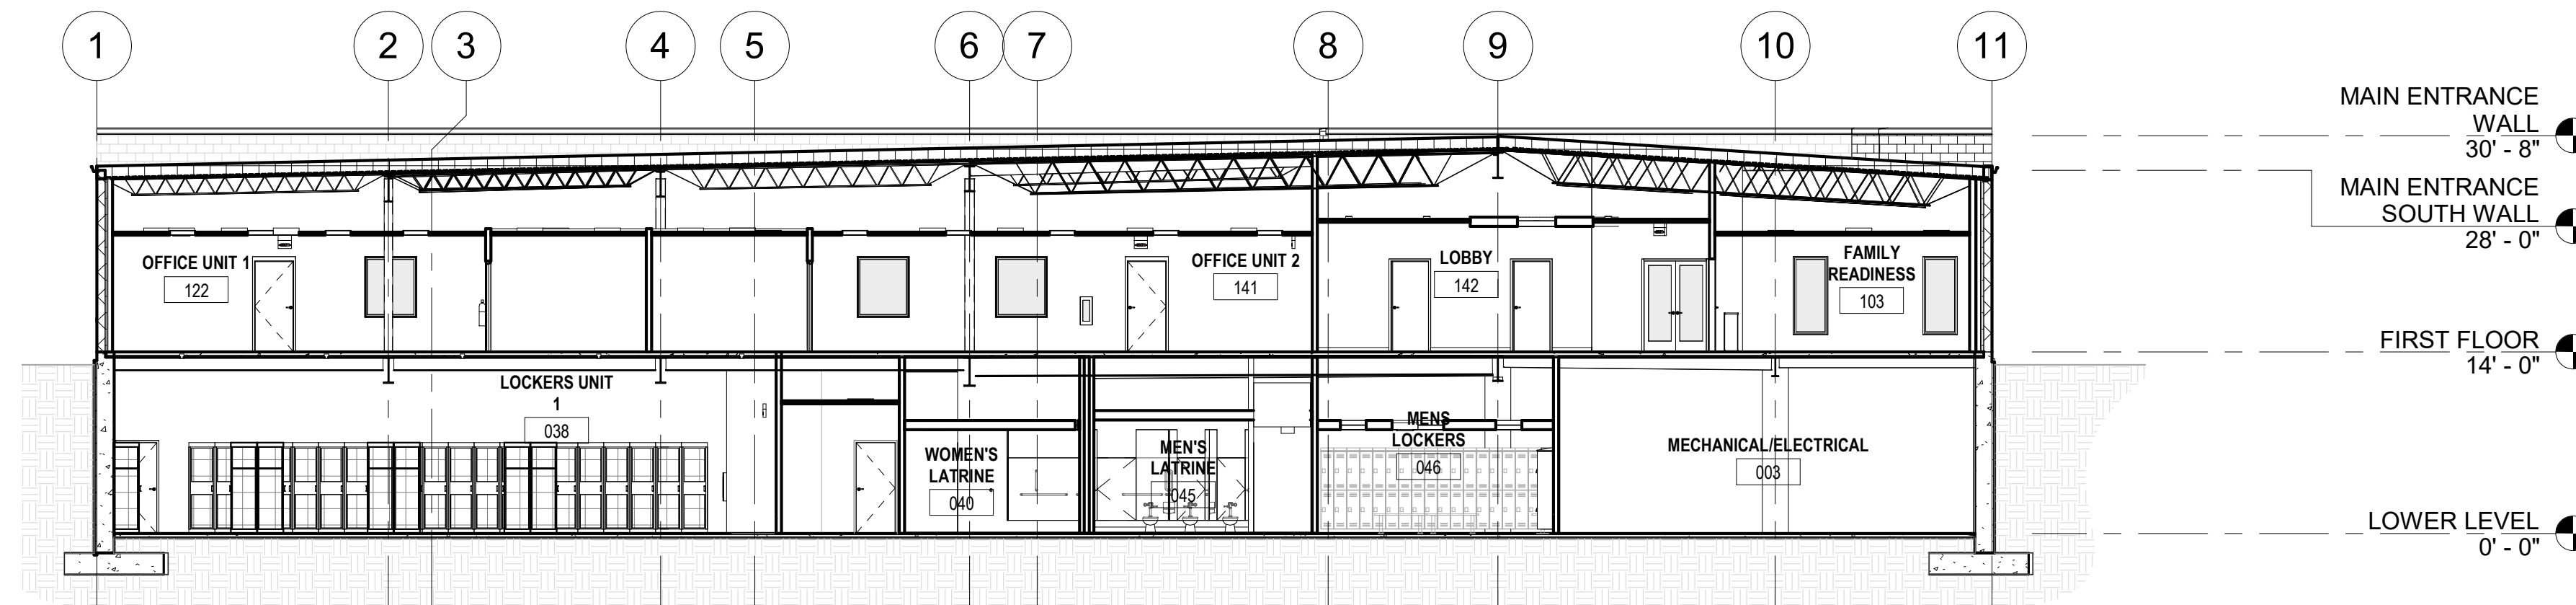 1
2
3
4
5
6
7
8
9
10
11
MAIN ENTRANCE
WALL
30' - 8"
MAIN ENTRANCE
SOUTH WALL
28' - 0"
OFFICE UNIT 1
122
OFFICE UNIT 2
141
LOBBY
142
FAMILY
READINESS
103
FIRST FLOOR
14' - 0"
LOCKERS UNIT
1
038
WOMEN'S
LATRINE
040
MEN'S
LATRINE
045
MENS
LOCKERS
046
MECHANICAL/ELECTRICAL
003
LOWER LEVEL
0' - 0"